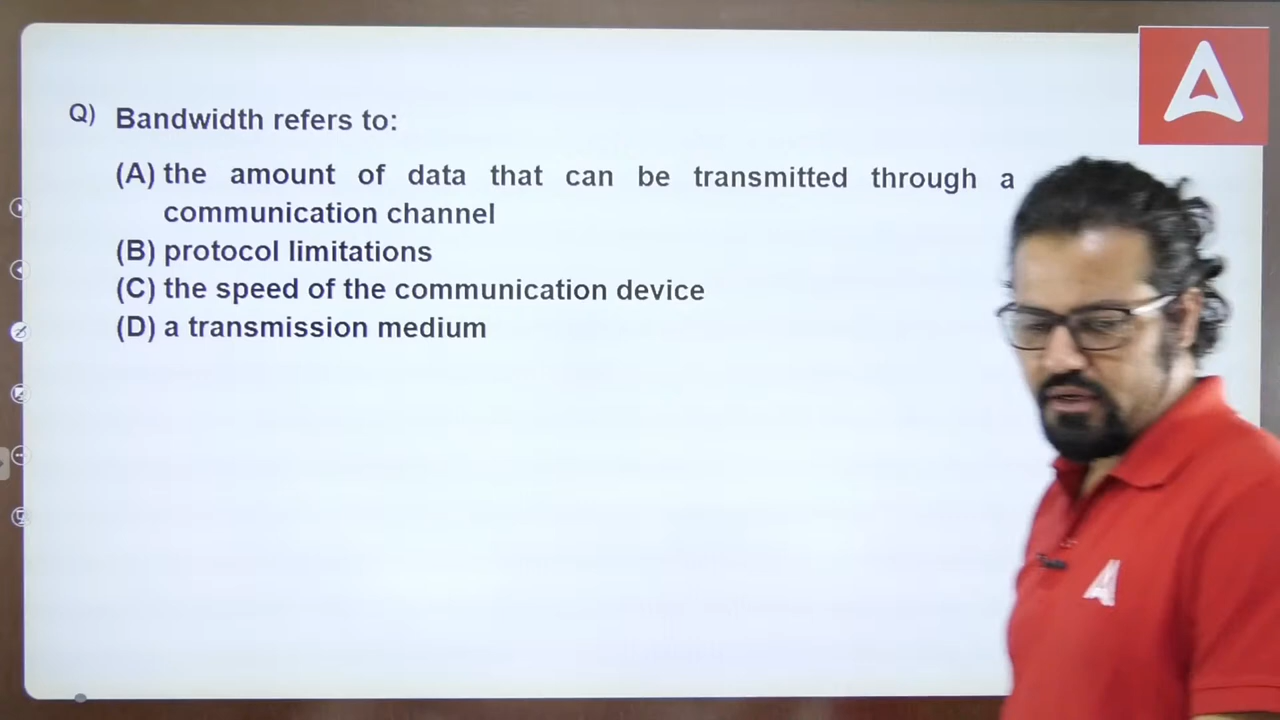 Q) Bandwidth refers to:
(A) the amount of data that can be transmitted through a
communication channel
(B) protocol limitations
(C) the speed of the communication device
(D) a transmission medium